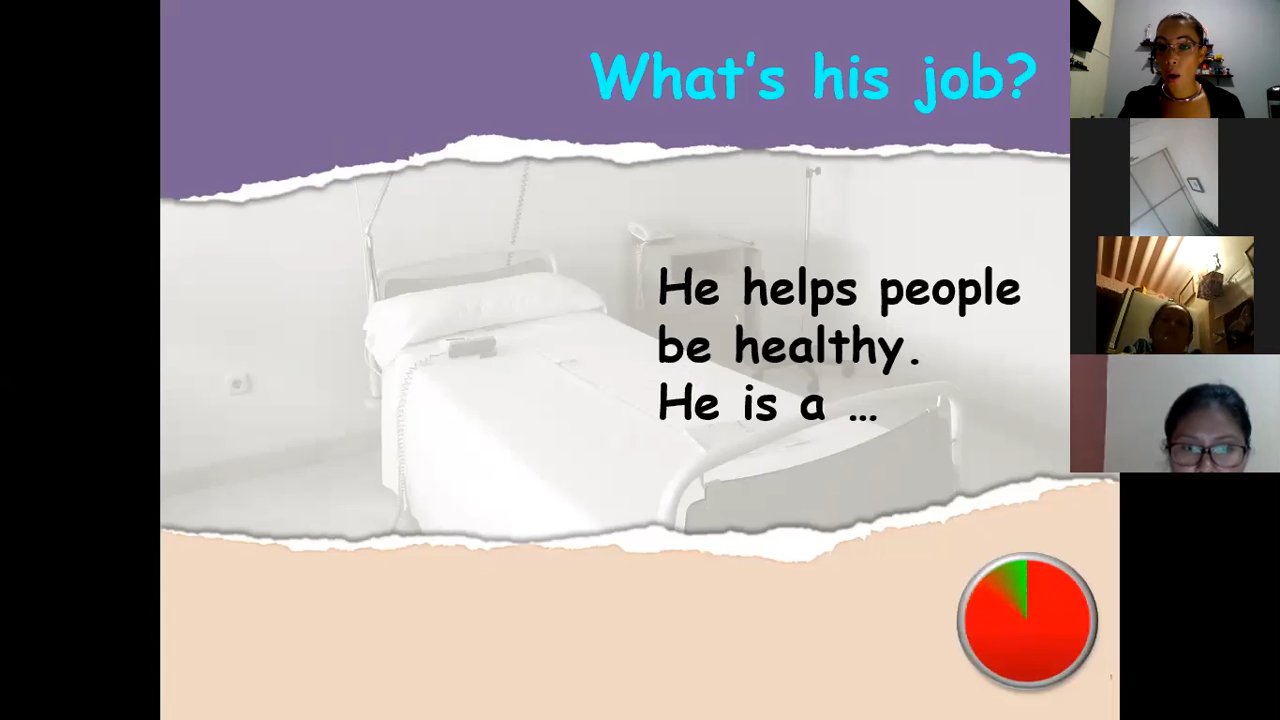 What's his job?
He helps people
be healthy.
He is a ...